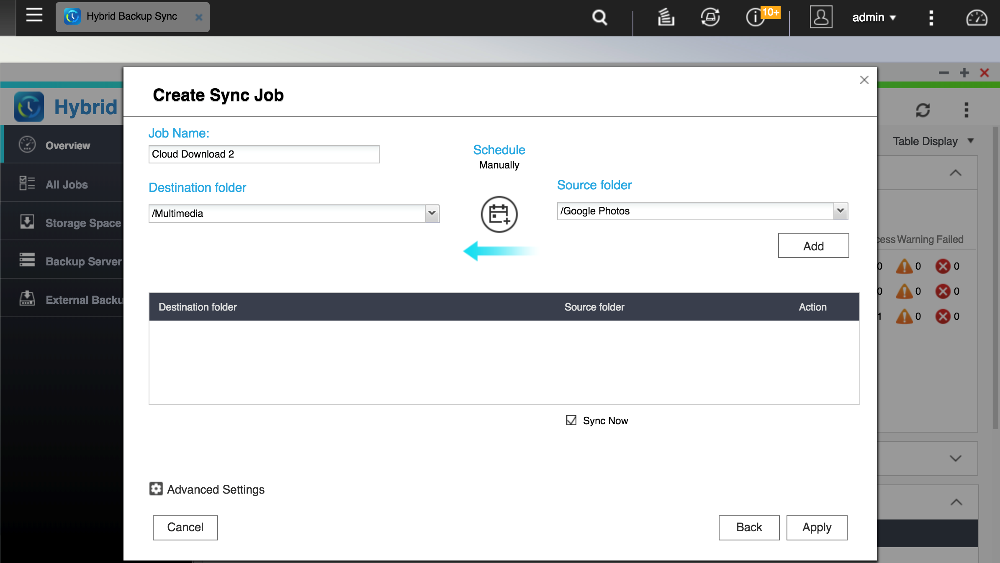 Hybrid Backup Sync
10+
admin
Hybrid
Create Sync Job
Overview
All Jobs
Storage Space
Backup Server
External Backu
Job Name:
Cloud Download 2
Schedule
Manually
Destination folder
/Multimedia
Source folder
/Google Photos
Add
Destination folder Source folder Action
Sync Now
Advanced Settings
Cancel
Back
Apply
Table Display
cess Warning Failed
0 0 0
0 0 0
1 0 0